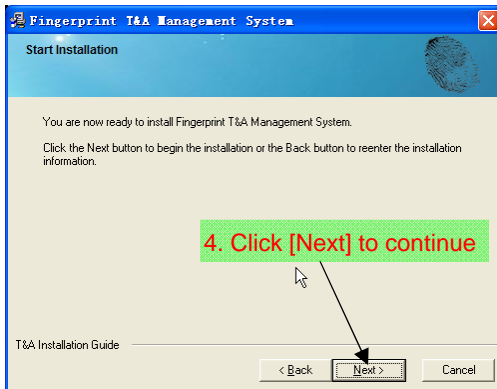 Fingerprint T&A Management System
Start Installation
You are now ready to install Fingerprint T&A Management System.
Click the Next button to begin the installation or the Back button to reenter the installation
information.
4. Click [Next] to continue
T&A Installation Guide
< Back
Next >
Cancel